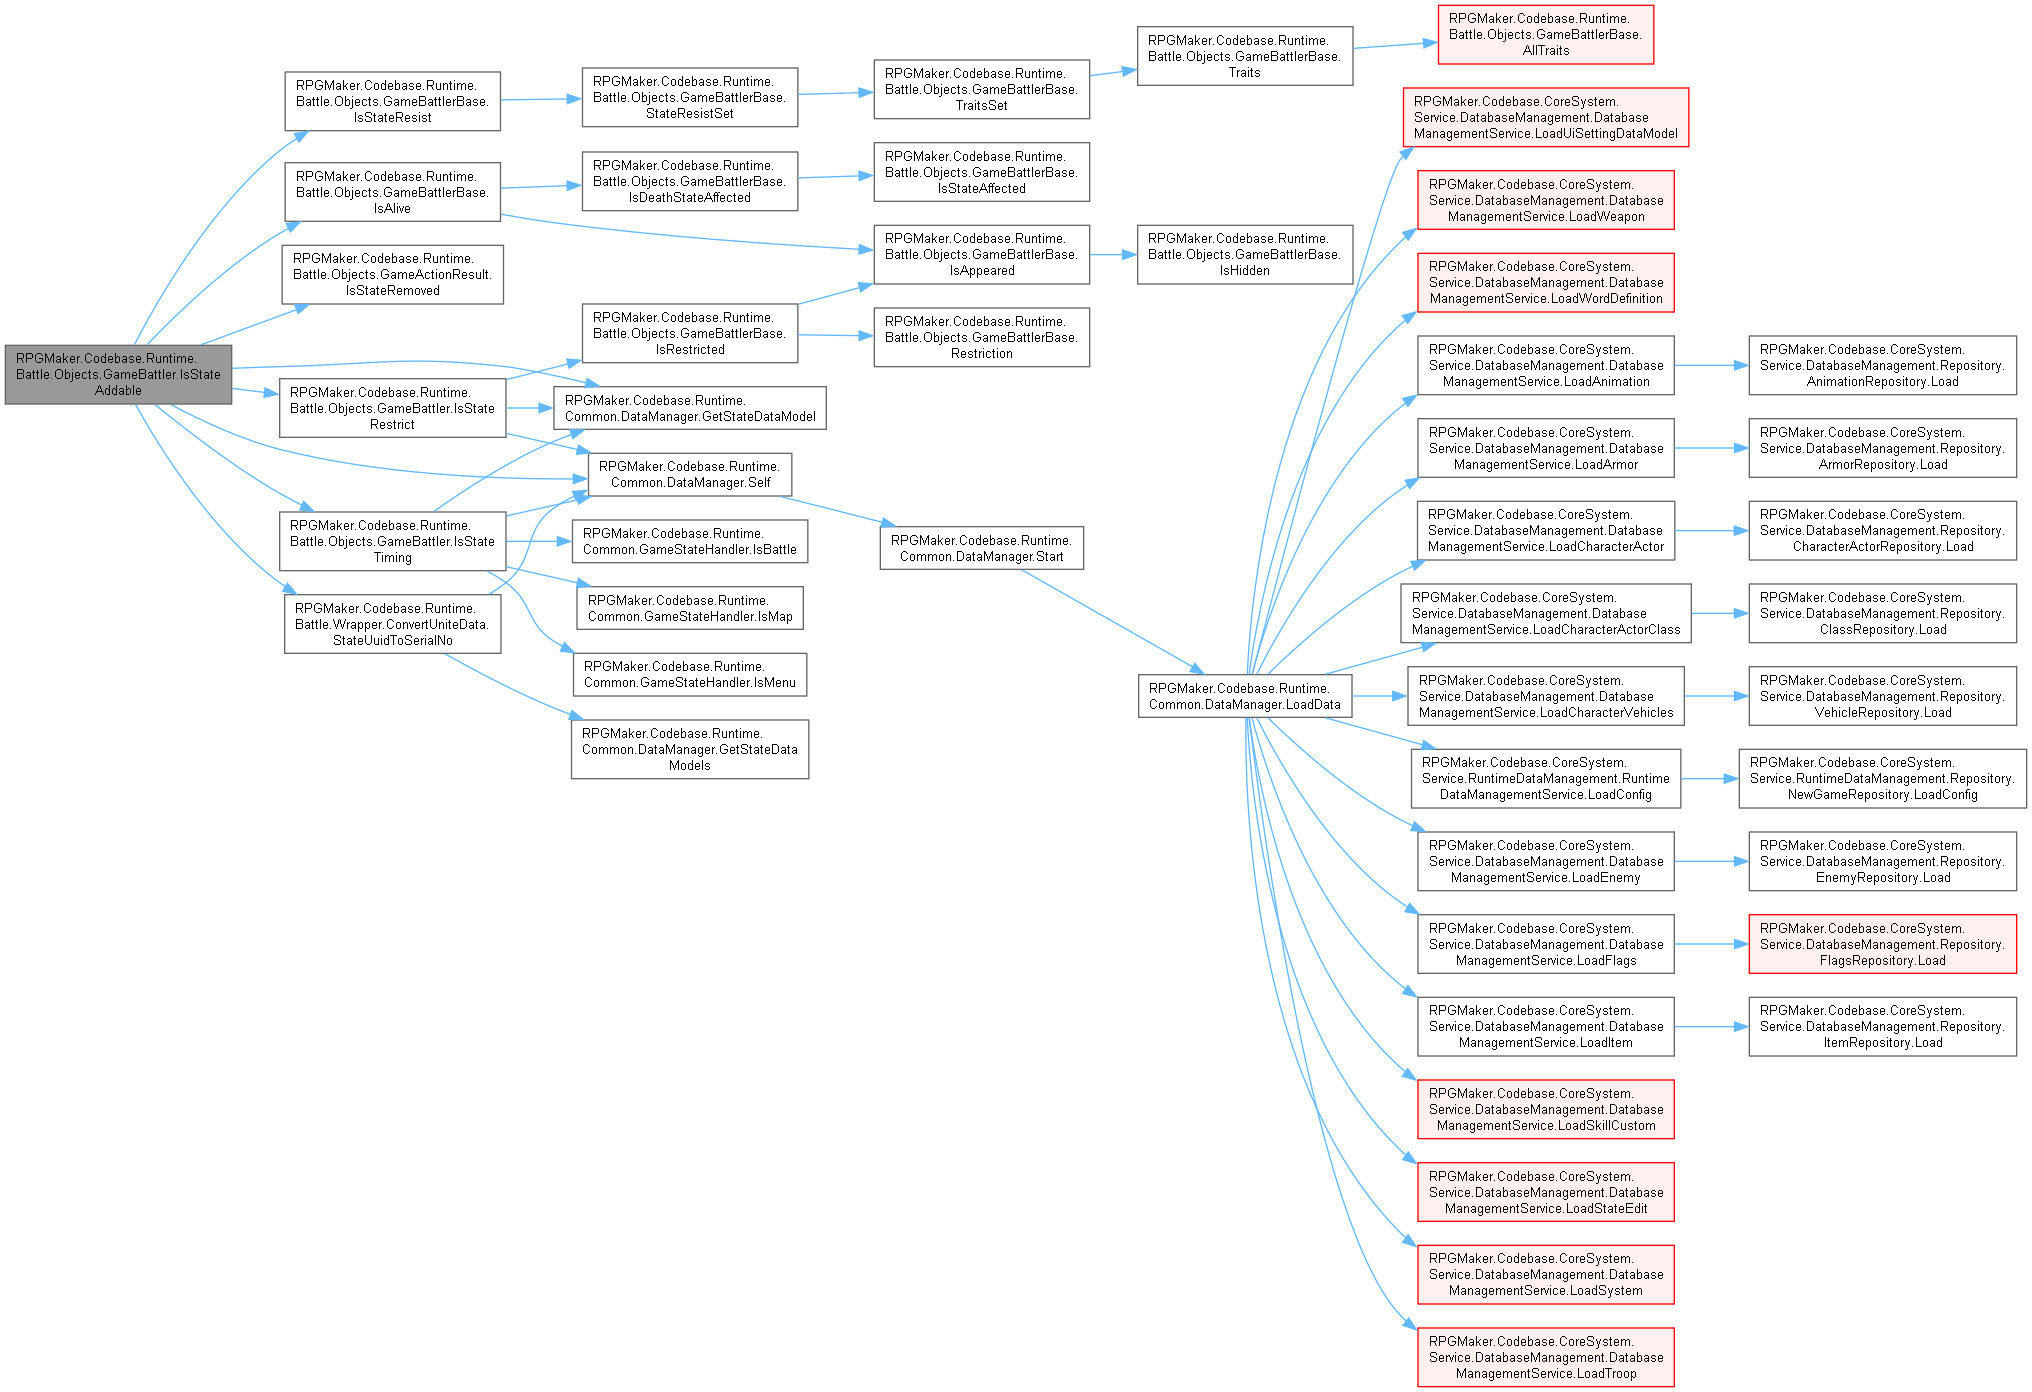 RPGMaker.Codebase.Runtime.
Battle.Objects.GameBattler.IsState
Addable
RPGMaker.Codebase.Runtime.
Battle.Objects.GameBattlerBase.
IsStateResist
RPGMaker.Codebase.Runtime.
Battle.Objects.GameBattlerBase.
IsAlive
RPGMaker.Codebase.Runtime.
Battle.Objects.GameActionResult.
IsStateRemoved
RPGMaker.Codebase.Runtime.
Battle.Objects.GameBattler.IsState
Restrict
RPGMaker.Codebase.Runtime.
Battle.Objects.GameBattler.IsState
Timing
RPGMaker.Codebase.Runtime.
Battle.Wrapper.ConvertUniteData.
StateUuidToSerialNo
RPGMaker.Codebase.Runtime.
Battle.Objects.GameBattlerBase.
StateResistSet
RPGMaker.Codebase.Runtime.
Battle.Objects.GameBattlerBase.
IsDeathStateAffected
RPGMaker.Codebase.Runtime.
Battle.Objects.GameBattlerBase.
IsRestricted
RPGMaker.Codebase.Runtime.
Common.DataManager.GetStateDataModel
RPGMaker.Codebase.Runtime.
Common.DataManager.Self
RPGMaker.Codebase.Runtime.
Common.GameStateHandler.IsBattle
RPGMaker.Codebase.Runtime.
Common.GameStateHandler.IsMap
RPGMaker.Codebase.Runtime.
Common.GameStateHandler.IsMenu
RPGMaker.Codebase.Runtime.
Common.DataManager.GetStateData
Models
RPGMaker.Codebase.Runtime.
Battle.Objects.GameBattlerBase.
TraitsSet
RPGMaker.Codebase.Runtime.
Battle.Objects.GameBattlerBase.
IsStateAffected
RPGMaker.Codebase.Runtime.
Battle.Objects.GameBattlerBase.
IsAppeared
RPGMaker.Codebase.Runtime.
Battle.Objects.GameBattlerBase.
Restriction
RPGMaker.Codebase.Runtime.
Common.DataManager.Start
RPGMaker.Codebase.Runtime.
Battle.Objects.GameBattlerBase.
Traits
RPGMaker.Codebase.Runtime.
Battle.Objects.GameBattlerBase.
IsHidden
RPGMaker.Codebase.Runtime.
Common.DataManager.LoadData
RPGMaker.Codebase.Runtime.
Battle.Objects.GameBattlerBase.
AllTraits
RPGMaker.Codebase.CoreSystem.
Service.DatabaseManagement.Database
ManagementService.LoadUiSettingDataModel
RPGMaker.Codebase.CoreSystem.
Service.DatabaseManagement.Database
ManagementService.LoadWeapon
RPGMaker.Codebase.CoreSystem.
Service.DatabaseManagement.Database
ManagementService.LoadWordDefinition
RPGMaker.Codebase.CoreSystem.
Service.DatabaseManagement.Database
ManagementService.LoadAnimation
RPGMaker.Codebase.CoreSystem.
Service.DatabaseManagement.Database
ManagementService.LoadArmor
RPGMaker.Codebase.CoreSystem.
Service.DatabaseManagement.Database
ManagementService.LoadCharacterActor
RPGMaker.Codebase.CoreSystem.
Service.DatabaseManagement.Database
ManagementService.LoadCharacterActorClass
RPGMaker.Codebase.CoreSystem.
Service.DatabaseManagement.Database
ManagementService.LoadCharacterVehicles
RPGMaker.Codebase.CoreSystem.
Service.RuntimeDataManagement.Runtime
DataManagementService.LoadConfig
RPGMaker.Codebase.CoreSystem.
Service.DatabaseManagement.Database
ManagementService.LoadEnemy
RPGMaker.Codebase.CoreSystem.
Service.DatabaseManagement.Database
ManagementService.LoadFlags
RPGMaker.Codebase.CoreSystem.
Service.DatabaseManagement.Database
ManagementService.LoadItem
RPGMaker.Codebase.CoreSystem.
Service.DatabaseManagement.Database
ManagementService.LoadSkillCustom
RPGMaker.Codebase.CoreSystem.
Service.DatabaseManagement.Database
ManagementService.LoadStateEdit
RPGMaker.Codebase.CoreSystem.
Service.DatabaseManagement.Database
ManagementService.LoadSystem
RPGMaker.Codebase.CoreSystem.
Service.DatabaseManagement.Database
ManagementService.LoadTroop
RPGMaker.Codebase.CoreSystem.
Service.DatabaseManagement.Repository.
AnimationRepository.Load
RPGMaker.Codebase.CoreSystem.
Service.DatabaseManagement.Repository.
ArmorRepository.Load
RPGMaker.Codebase.CoreSystem.
Service.DatabaseManagement.Repository.
CharacterActorRepository.Load
RPGMaker.Codebase.CoreSystem.
Service.DatabaseManagement.Repository.
ClassRepository.Load
RPGMaker.Codebase.CoreSystem.
Service.DatabaseManagement.Repository.
VehicleRepository.Load
RPGMaker.Codebase.CoreSystem.
Service.RuntimeDataManagement.Repository.
NewGameRepository.LoadConfig
RPGMaker.Codebase.CoreSystem.
Service.DatabaseManagement.Repository.
EnemyRepository.Load
RPGMaker.Codebase.CoreSystem.
Service.DatabaseManagement.Repository.
FlagsRepository.Load
RPGMaker.Codebase.CoreSystem.
Service.DatabaseManagement.Repository.
ItemRepository.Load